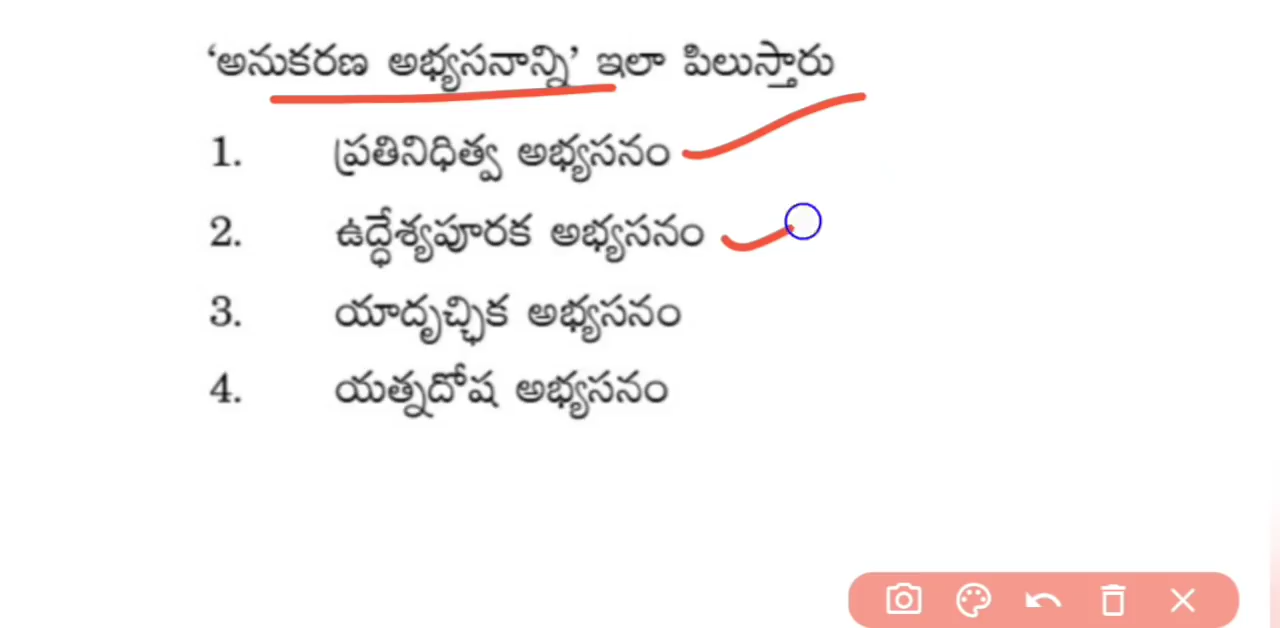 ‘అనుకరణ అభ్యసనాన్ని’ ఇలా పిలుస్తారు
1. ప్రతినిధిత్వ అభ్యసనం
2. ఉద్ధేశ్యపూరక అభ్యసనం
3. యాదృచ్ఛిక అభ్యసనం
4. యత్నదోష అభ్యసనం